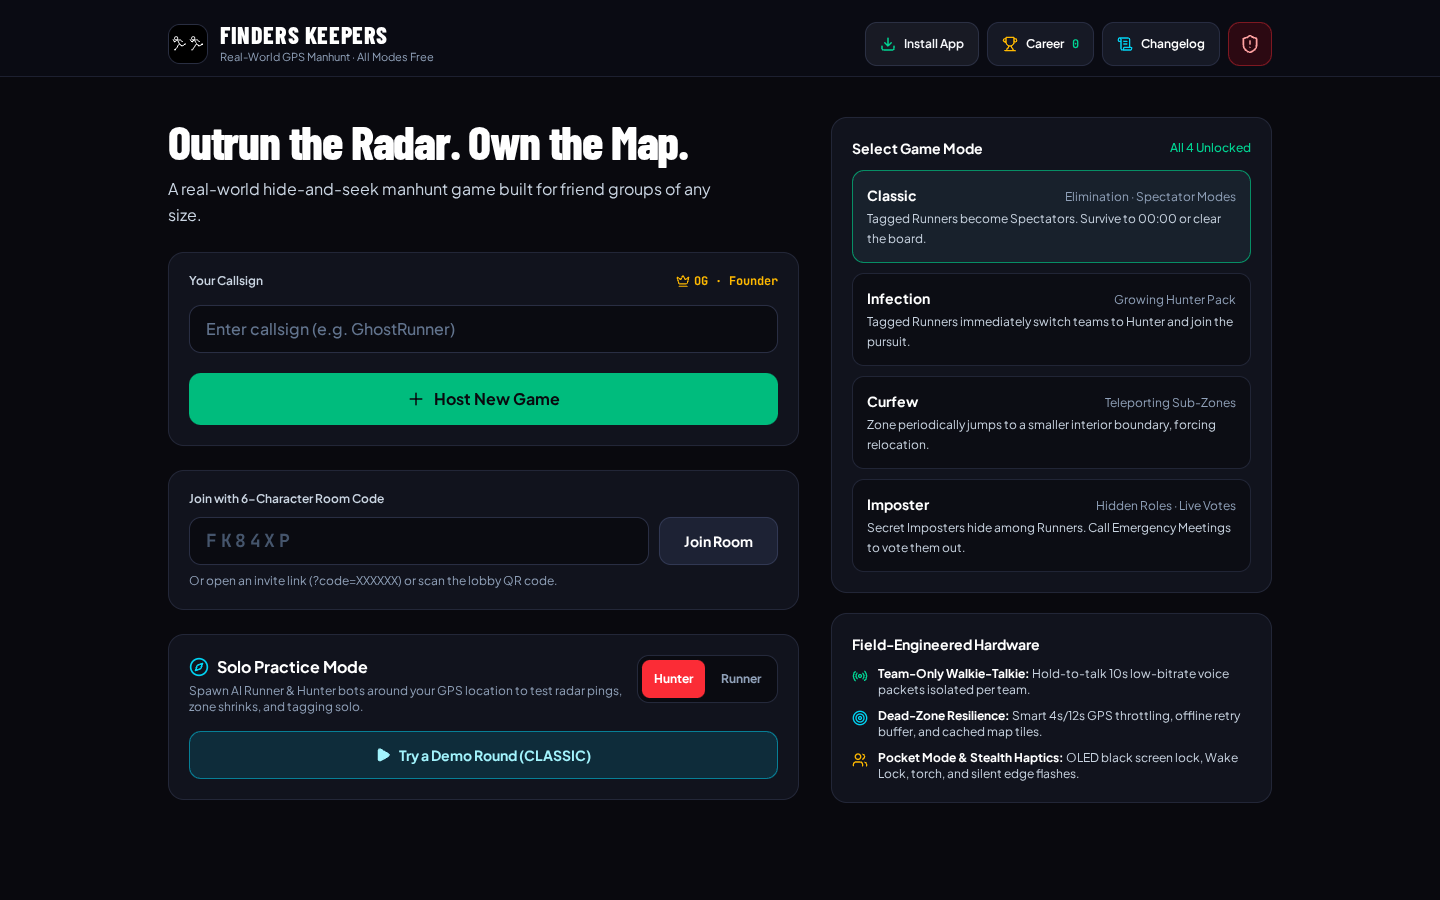 FINDERS KEEPERS
Real-World GPS Manhunt · All Modes Free
Install App
Career 0
Changelog
Outrun the Radar. Own the Map.
A real-world hide-and-seek manhunt game built for friend groups of any
size.
Your Callsign
OG · Founder
Enter callsign (e.g. GhostRunner)
Host New Game
Join with 6-Character Room Code
FK84XP
Join Room
Or open an invite link (?code=XXXXXX) or scan the lobby QR code.
Solo Practice Mode
Spawn AI Runner & Hunter bots around your GPS location to test radar pings,
zone shrinks, and tagging solo.
Hunter
Runner
Try a Demo Round (CLASSIC)
Select Game Mode
All 4 Unlocked
Classic
Elimination · Spectator Modes
Tagged Runners become Spectators. Survive to 00:00 or clear
the board.
Infection
Growing Hunter Pack
Tagged Runners immediately switch teams to Hunter and join the
pursuit.
Curfew
Teleporting Sub-Zones
Zone periodically jumps to a smaller interior boundary, forcing
relocation.
Imposter
Hidden Roles · Live Votes
Secret Imposters hide among Runners. Call Emergency Meetings
to vote them out.
Field-Engineered Hardware
Team-Only Walkie-Talkie: Hold-to-talk 10s low-bitrate voice
packets isolated per team.
Dead-Zone Resilience: Smart 4s/12s GPS throttling, offline retry
buffer, and cached map tiles.
Pocket Mode & Stealth Haptics: OLED black screen lock, Wake
Lock, torch, and silent edge flashes.